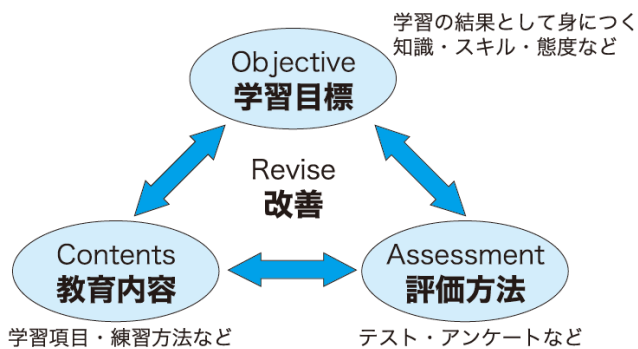 学習の結果として身につく
知識・スキル・態度など
Objective
学習目標
Revise
改善
Contents
教育内容
学習項目・練習方法など
Assessment
評価方法
テスト・アンケートなど